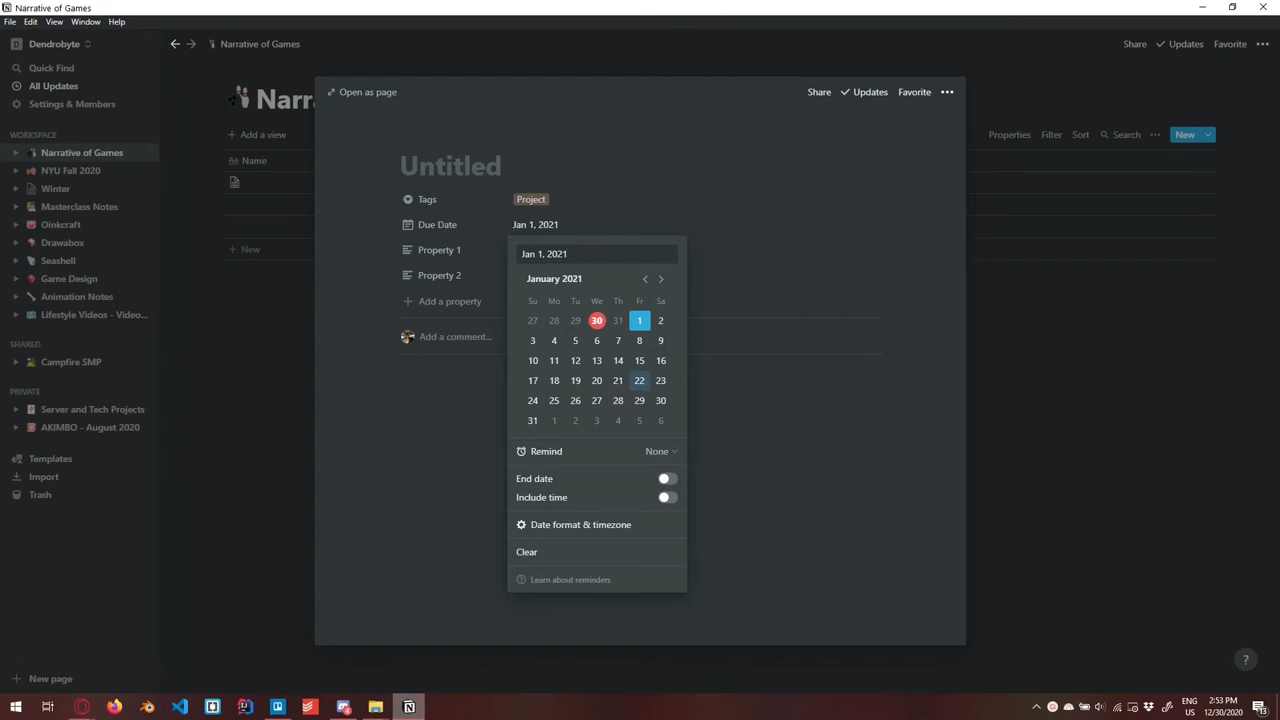 Narrative of Games
File Edit View Window Help
Dendrobyte
Quick Find
All Updates
Settings & Members
WORKSPACE
Narrative of Games
NYU Fall 2020
Winter
Masterclass Notes
Oinkcraft
Drawabox
Seashell
Game Design
Animation Notes
Lifestyle Videos - Video...
SHARED
Campfire SMP
PRIVATE
Server and Tech Projects
AKIMBO - August 2020
Templates
Import
Trash
New page
Narrative of Games
Share Updates Favorite
Narr
Add a view
Properties Filter Sort Search New
Aa Name
New
Open as page
Share Updates Favorite
Untitled
Tags Project
Due Date Jan 1, 2021
Property 1
Property 2
Add a property
Add a comment...
Jan 1, 2021
January 2021
Su Mo Tu We Th Fr Sa
27 28 29 30 31 1 2
3 4 5 6 7 8 9
10 11 12 13 14 15 16
17 18 19 20 21 22 23
24 25 26 27 28 29 30
31 1 2 3 4 5 6
Remind None
End date
Include time
Date format & timezone
Clear
Learn about reminders
?
ENG 2:53 PM
US 12/30/2020